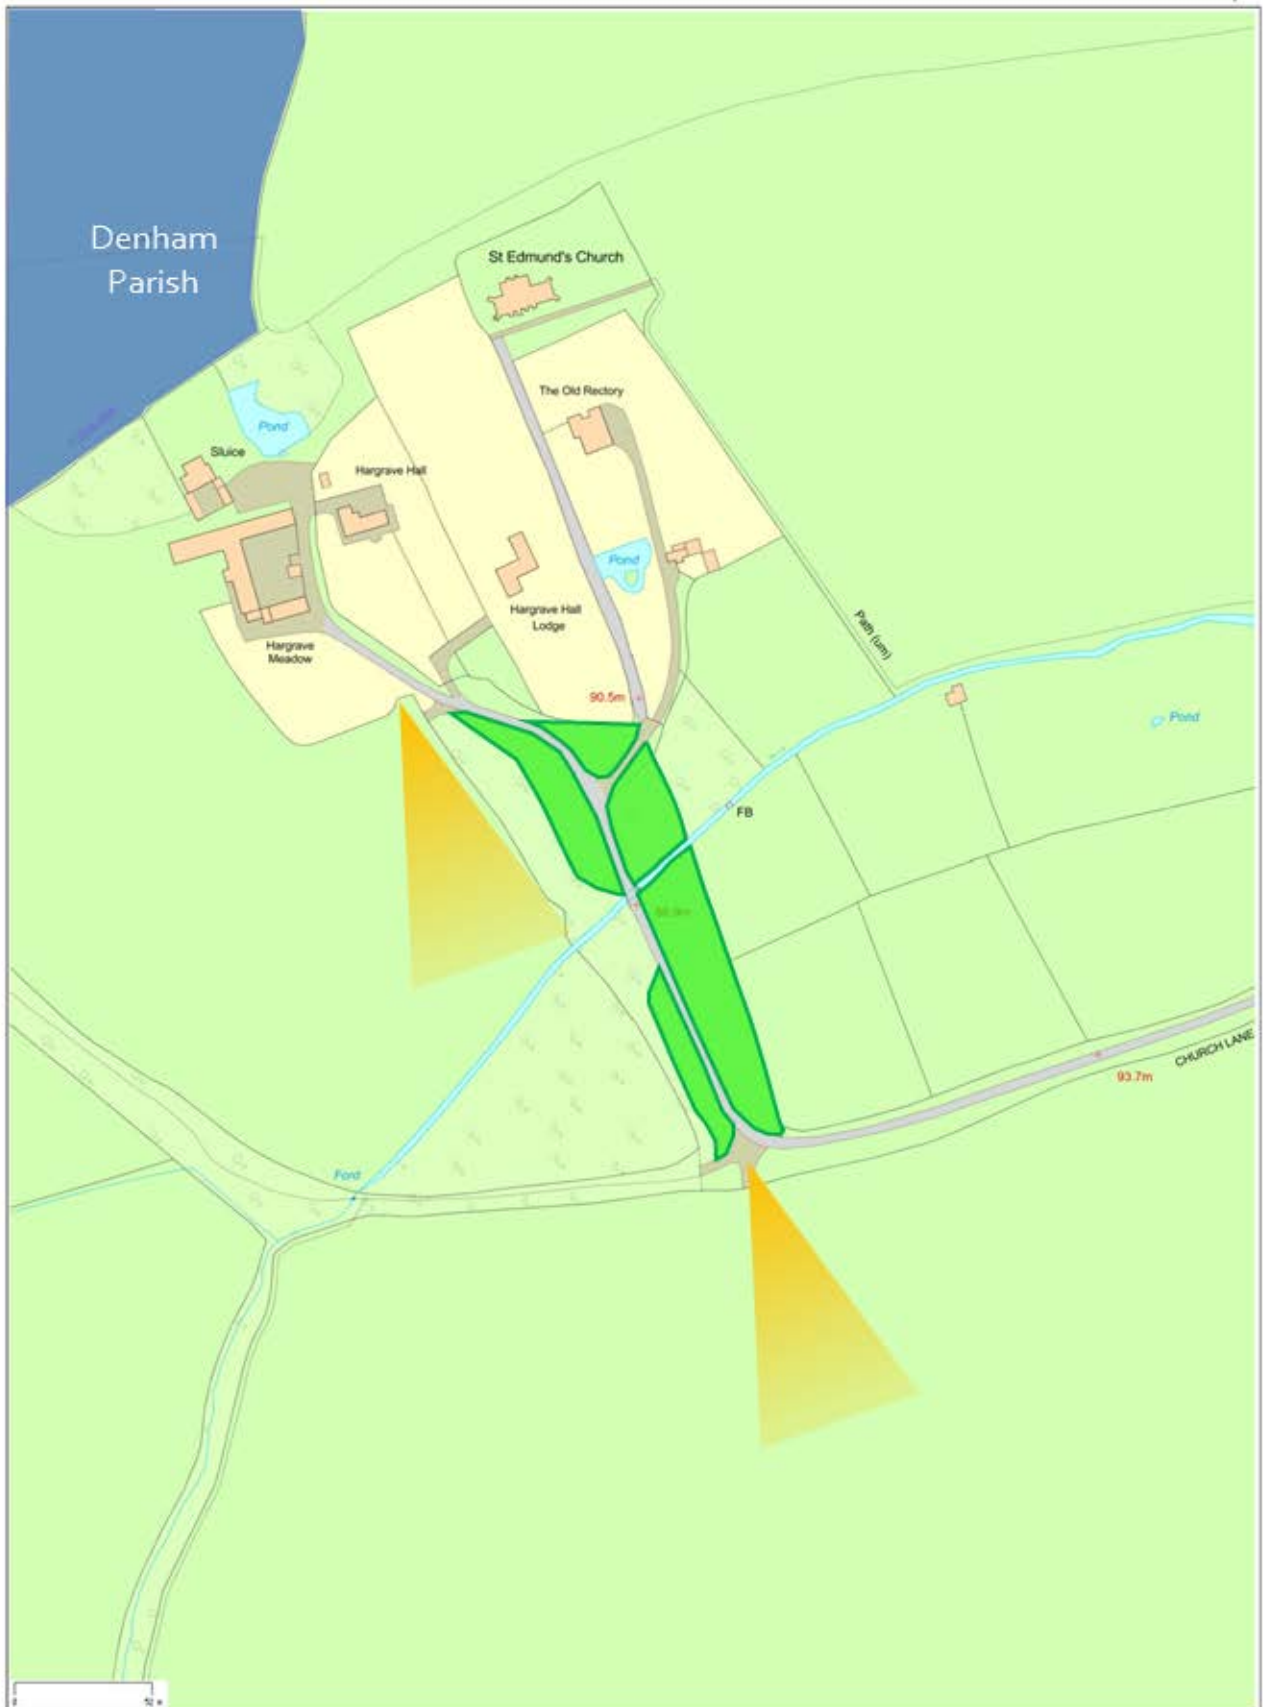 Denham
Parish
St Edmund's Church
The Old Rectory
Pond
Sluice
Hargrave Hall
Pond
Hargrave Hall
Lodge
Hargrave
Meadow
Path (um)
90.5m
Pond
FB
CHURCH LANE
93.7m
Ford